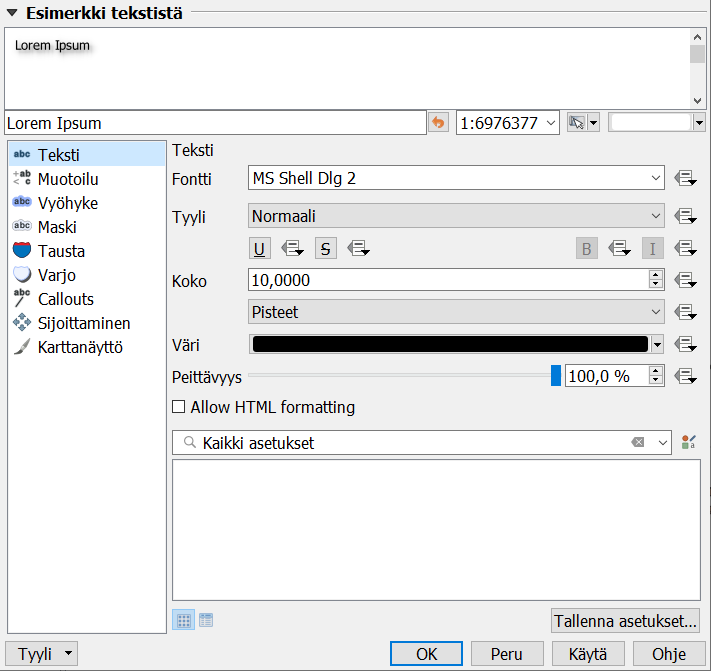 Esimerkki tekstistä
Lorem Ipsum
Lorem Ipsum
1:6976377
abc Teksti
+ab < c Muotoilu
abc Vyöhyke
abc Maski
Tausta
Varjo
abc Callouts
Sijoittaminen
Karttanäyttö
Teksti
Fontti MS Shell Dlg 2
Tyyli Normaali
U S B I
Koko 10,0000
Pisteet
Väri
Peittävyys 100,0 %
Allow HTML formatting
Kaikki asetukset
Tallenna asetukset...
Tyyli OK Peru Käytä Ohje